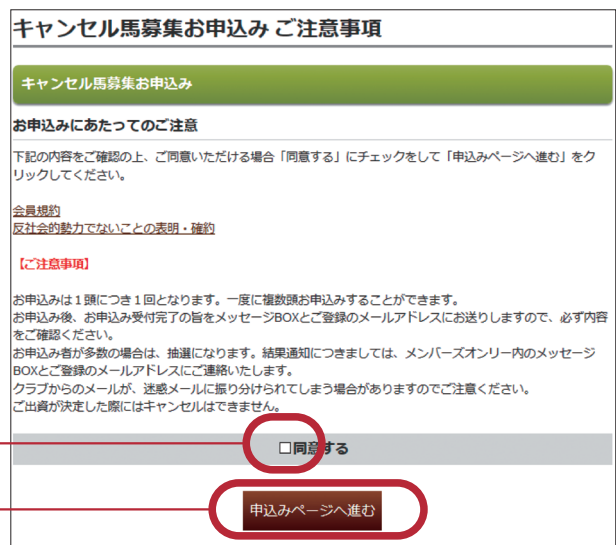 キャンセル馬募集お申込み ご注意事項
キャンセル馬募集お申込み
お申込みにあたってのご注意
下記の内容をご確認の上、ご同意いただける場合「同意する」にチェックをして「申込みページへ進む」をク
リックしてください。
会員規約
反社会的勢力でないことの表明・確約
【ご注意事項】
お申込みは１頭につき１回となります。一度に複数頭お申込みすることができます。
お申込み後、お申込み受付完了の旨をメッセージBOXとご登録のメールアドレスにお送りしますので、必ず内容
をご確認ください。
お申込み者が多数の場合は、抽選になります。結果通知につきましては、メンバーズオンリー内のメッセージ
BOXとご登録のメールアドレスにご連絡いたします。
クラブからのメールが、迷惑メールに振り分けられてしまう場合がありますのでご注意ください。
ご出資が決定した際にはキャンセルはできません。
□同意する
申込みページへ進む